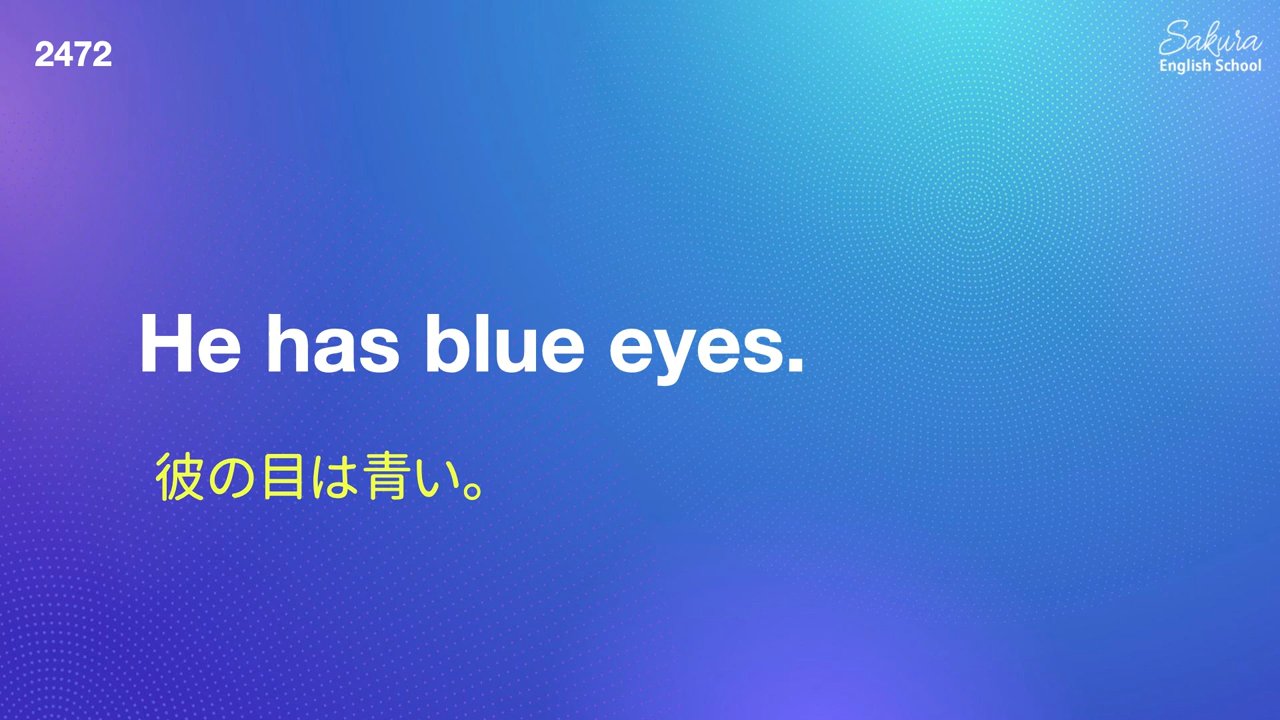 2472
Sakura
English School
He has blue eyes.
彼の目は青い。